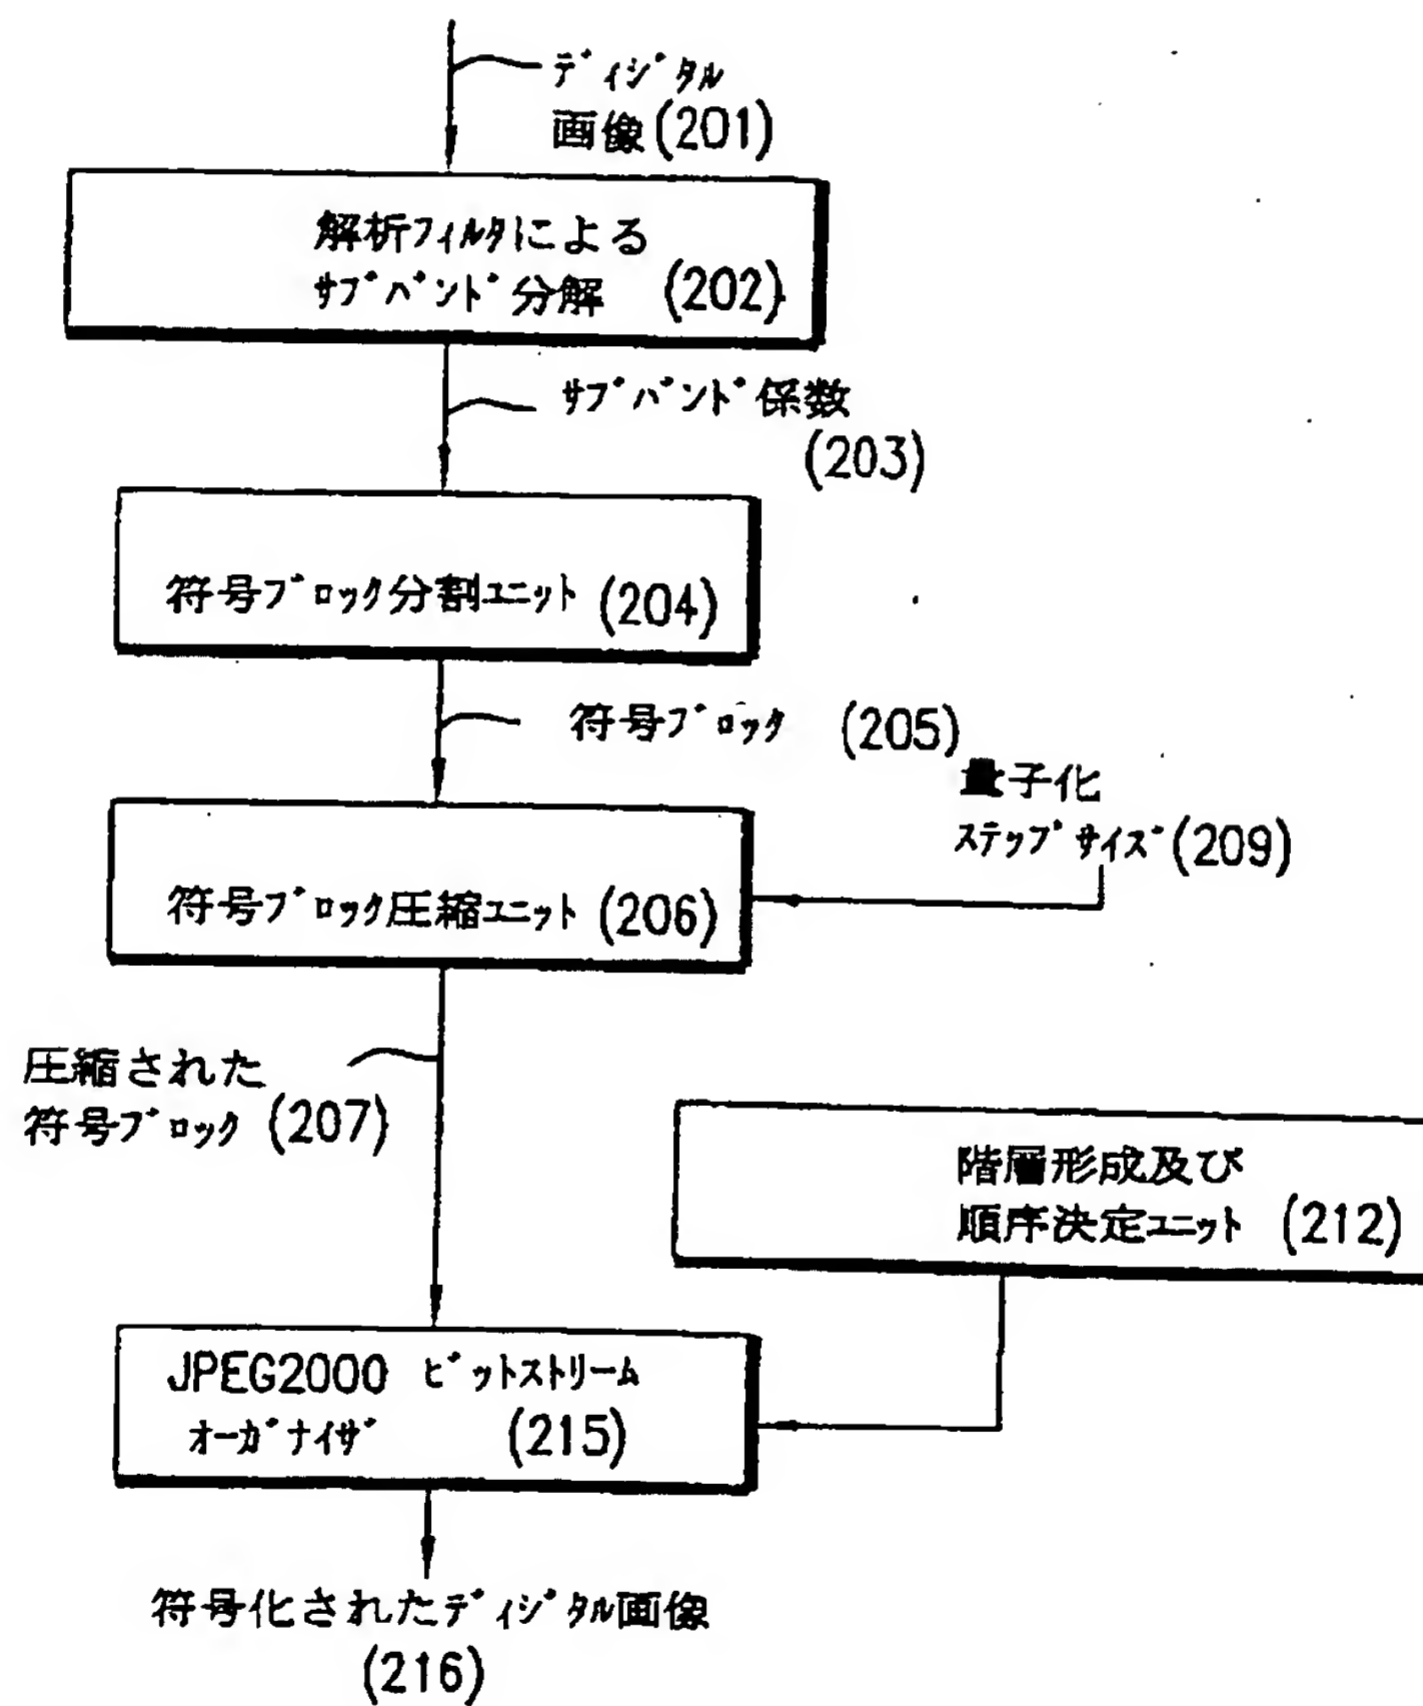 ディジタル
画像(201)
解析フィルタによる
サブバンド分解 (202)
サブバンド係数
(203)
符号ブロック分割ユニット (204)
符号ブロック (205)
量子化
ステップサイズ(209)
符号ブロック圧縮ユニット (206)
圧縮された
符号ブロック (207)
階層形成及び
順序決定ユニット (212)
JPEG2000 ビットストリーム
オーガナイザ (215)
符号化されたディジタル画像
(216)